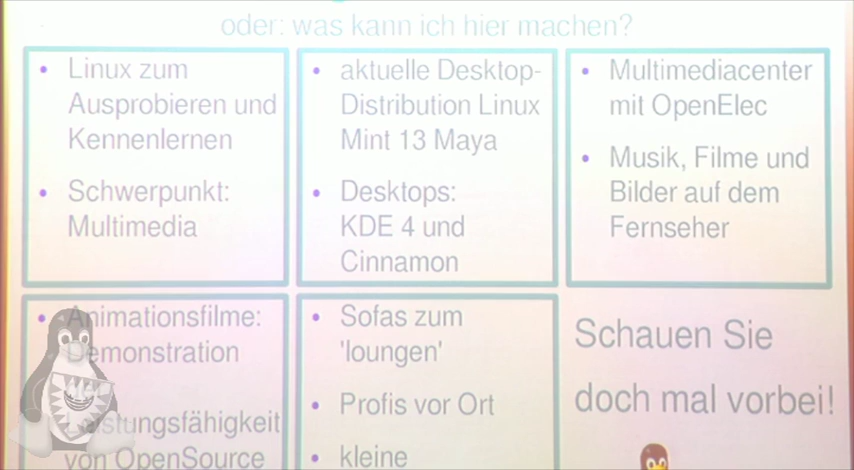 oder: was kann ich hier machen?
• Linux zum
Ausprobieren und
Kennenlernen
• Schwerpunkt:
Multimedia
• aktuelle Desktop-
Distribution Linux
Mint 13 Maya
• Desktops:
KDE 4 und
Cinnamon
• Multimediacenter
mit OpenElec
• Musik, Filme und
Bilder auf dem
Fernseher
• Animationsfilme:
Demonstration
Leistungsfähigkeit
von OpenSource
• Sofas zum
'loungen'
• Profis vor Ort
• kleine
Schauen Sie
doch mal vorbei!